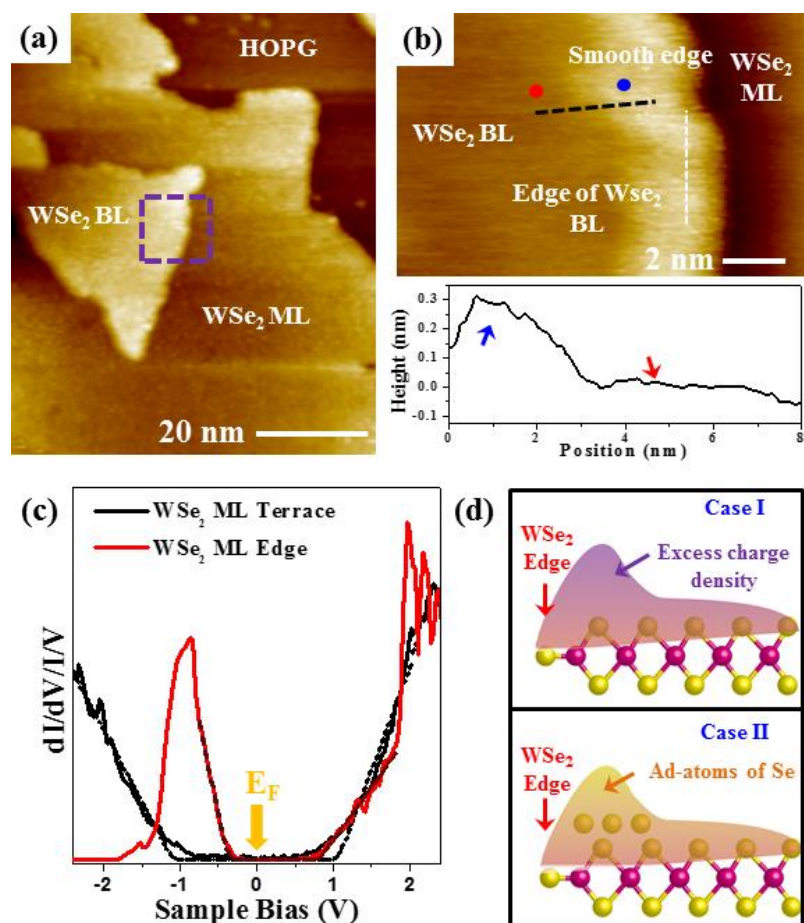 (a)
HOPG
WSe₂ BL
WSe₂ ML
20 nm
(b)
Smooth edge
WSe₂
ML
WSe₂ BL
Edge of Wse₂
BL
2 nm
Height (nm)
0.3
0.2
0.1
0.0
-0.1
0
2
4
6
8
Position (nm)
(c)
WSe₂ ML Terrace
WSe₂ ML Edge
dI/dV/I/V
E_F
-2
-1
0
1
2
Sample Bias (V)
(d)
Case I
WSe₂
Edge
Excess charge
density
Case II
WSe₂
Edge
Ad-atoms of Se